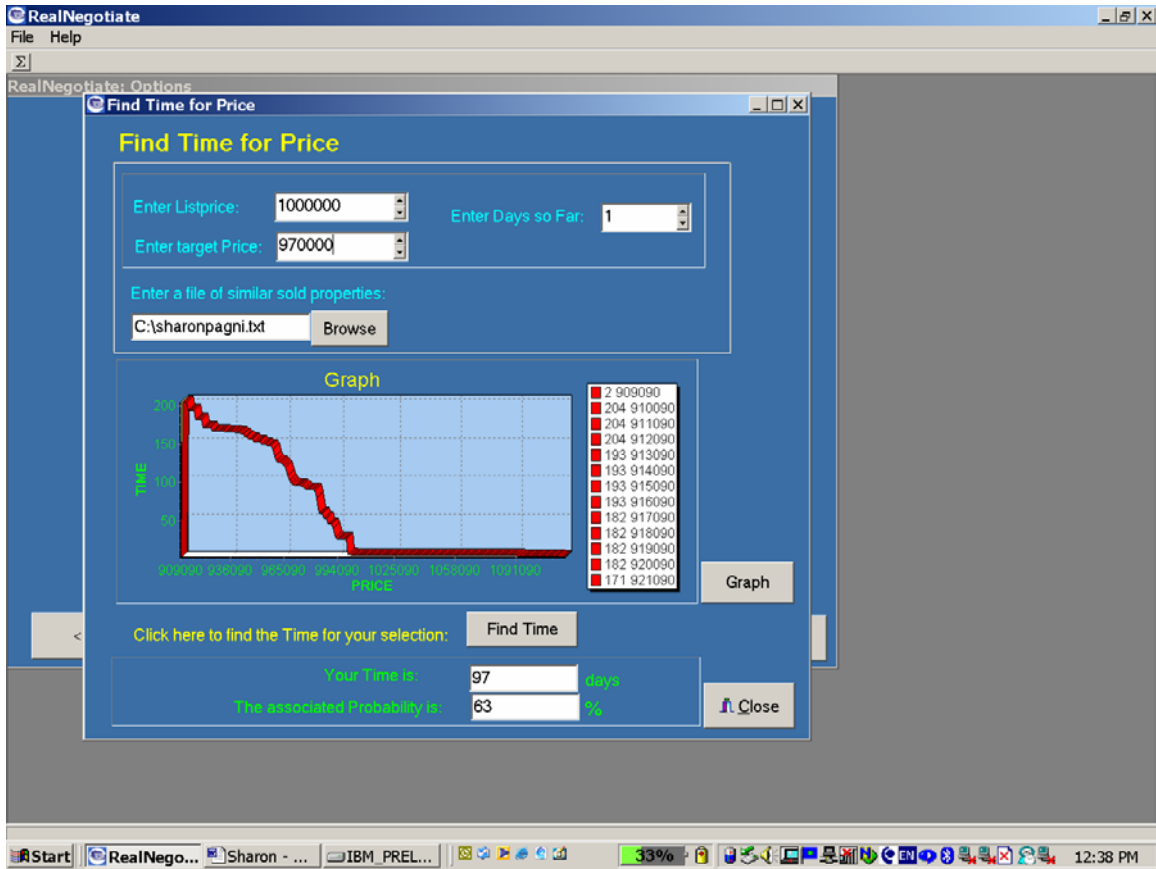 RealNegotiate
File Help
Σ
RealNegotiate: Options
Find Time for Price
Find Time for Price
Enter Listprice: 1000000
Enter Days so Far: 1
Enter target Price: 970000
Enter a file of similar sold properties:
C:\sharonpagni.txt Browse
Graph
200
150
100
50
TIME
909090 936090 965090 994090 1025090 1058090 1091090
PRICE
2 909090
204 910090
204 911090
204 912090
193 913090
193 914090
193 915090
193 916090
182 917090
182 918090
182 919090
182 920090
171 921090
Graph
<
Click here to find the Time for your selection: Find Time
Your Time is: 97 days
The associated Probability is: 63 %
Close
Start RealNego... Sharon - ... IBM_PREL... 33% EN 12:38 PM